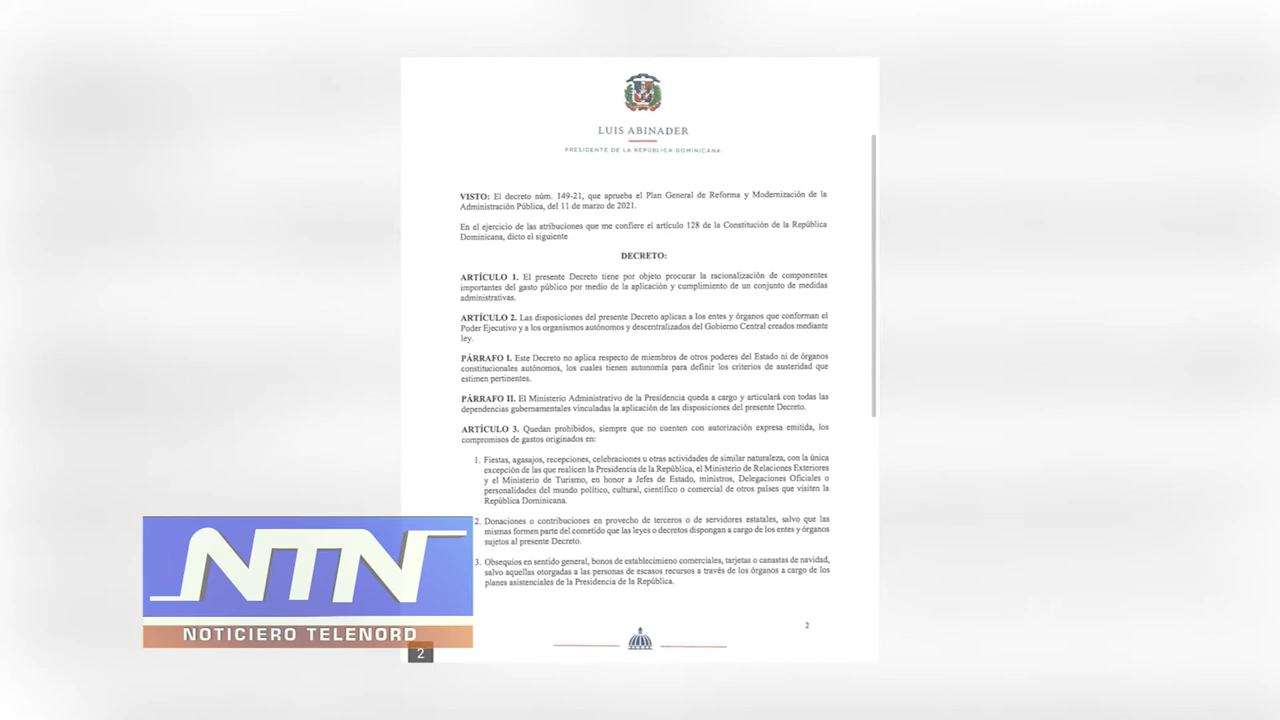 LUIS ABINADER
PRESIDENTE DE LA REPÚBLICA DOMINICANA
VISTO: El decreto núm. 149-21, que aprueba el Plan General de Reforma y Modernización de la
Administración Pública, del 11 de marzo de 2021.
En el ejercicio de las atribuciones que me confiere el artículo 128 de la Constitución de la República
Dominicana, dicto el siguiente
DECRETO:
ARTÍCULO 1. El presente Decreto tiene por objeto procurar la racionalización de componentes
importantes del gasto público por medio de la aplicación y cumplimiento de un conjunto de medidas
administrativas.
ARTÍCULO 2. Las disposiciones del presente Decreto aplican a los entes y órganos que conforman el
Poder Ejecutivo y a los organismos autónomos y descentralizados del Gobierno Central creados mediante
ley.
PÁRRAFO I. Este Decreto no aplica respecto de miembros de otros poderes del Estado ni de órganos
constitucionales autónomos, los cuales tienen autonomía para definir los criterios de austeridad que
estimen pertinentes.
PÁRRAFO II. El Ministerio Administrativo de la Presidencia queda a cargo y articulará con todas las
dependencias gubernamentales vinculadas la aplicación de las disposiciones del presente Decreto.
ARTÍCULO 3. Quedan prohibidos, siempre que no cuenten con autorización expresa emitida, los
compromisos de gastos originados en:
1. Fiestas, agasajos, recepciones, celebraciones u otras actividades de similar naturaleza, con la única
excepción de las que realicen la Presidencia de la República, el Ministerio de Relaciones Exteriores
y el Ministerio de Turismo, en honor a Jefes de Estado, ministros, Delegaciones Oficiales o
personalidades del mundo político, cultural, científico o comercial de otros países que visiten la
República Dominicana.
2. Donaciones o contribuciones en provecho de terceros o de servidores estatales, salvo que las
mismas formen parte del cometido que las leyes o decretos dispongan a cargo de los entes y órganos
sujetos al presente Decreto.
3. Obsequios en sentido general, bonos de establecimieno comerciales, tarjetas o canastas de navidad,
salvo aquellas otorgadas a las personas de escasos recursos a través de los órganos a cargo de los
planes asistenciales de la Presidencia de la República.
2
NTN
NOTICIERO TELENORD
2